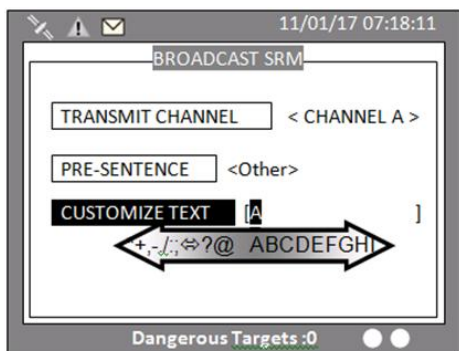 11/01/17 07:18:11
BROADCAST SRM
TRANSMIT CHANNEL < CHANNEL A >
PRE-SENTENCE <Other>
CUSTOMIZE TEXT [A ]
+,-./:;⇔?@ ABCDEFGHI
Dangerous Targets :0